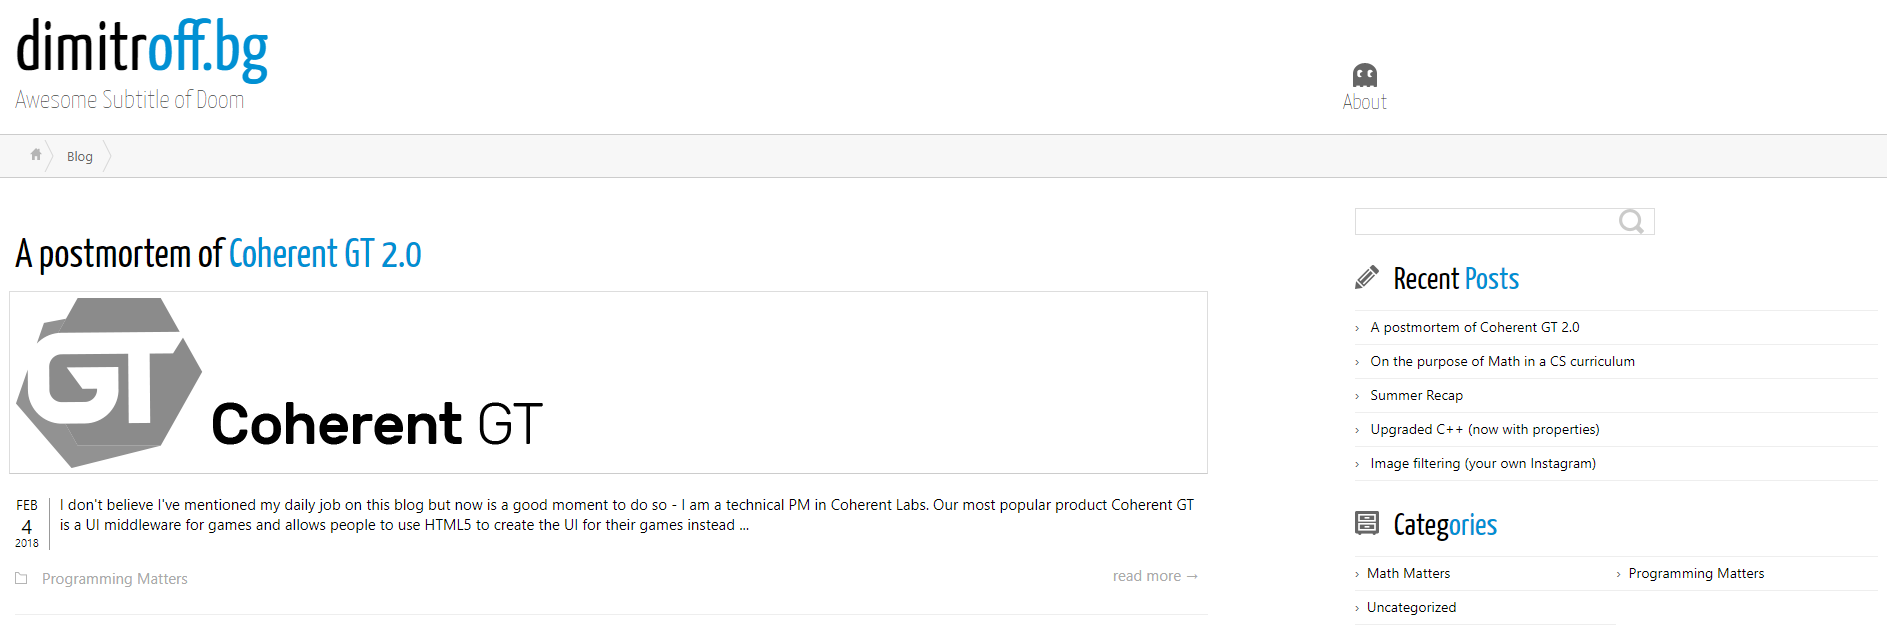 dimitroff.bg
Awesome Subtitle of Doom
About
Blog
A postmortem of Coherent GT 2.0
GT
Coherent GT
FEB
4
2018
I don't believe I've mentioned my daily job on this blog but now is a good moment to do so - I am a technical PM in Coherent Labs. Our most popular product Coherent GT
is a UI middleware for games and allows people to use HTML5 to create the UI for their games instead ...
Programming Matters
read more →
Recent Posts
› A postmortem of Coherent GT 2.0
› On the purpose of Math in a CS curriculum
› Summer Recap
› Upgraded C++ (now with properties)
› Image filtering (your own Instagram)
Categories
› Math Matters
› Programming Matters
› Uncategorized